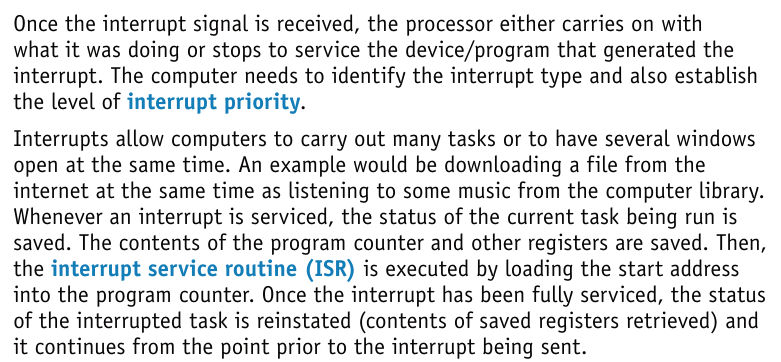 Once the interrupt signal is received, the processor either carries on with
what it was doing or stops to service the device/program that generated the
interrupt. The computer needs to identify the interrupt type and also establish
the level of interrupt priority.
Interrupts allow computers to carry out many tasks or to have several windows
open at the same time. An example would be downloading a file from the
internet at the same time as listening to some music from the computer library.
Whenever an interrupt is serviced, the status of the current task being run is
saved. The contents of the program counter and other registers are saved. Then,
the interrupt service routine (ISR) is executed by loading the start address
into the program counter. Once the interrupt has been fully serviced, the status
of the interrupted task is reinstated (contents of saved registers retrieved) and
it continues from the point prior to the interrupt being sent.